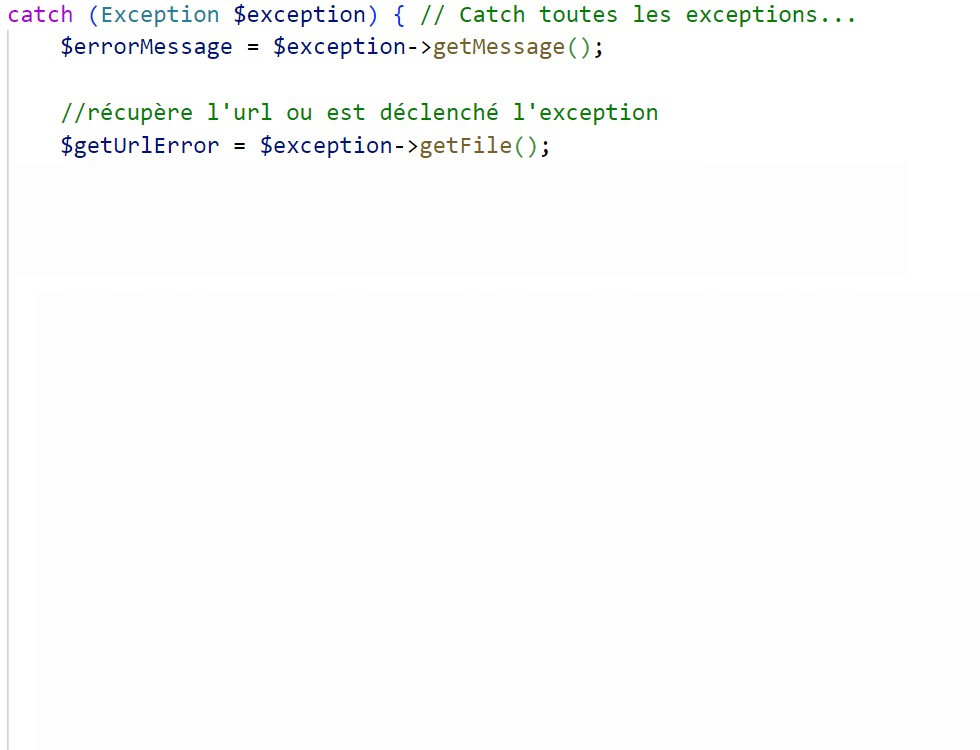 catch (Exception $exception) { // Catch toutes les exceptions...
$errorMessage = $exception->getMessage();
//récupère l'url ou est déclenché l'exception
$getUrlError = $exception->getFile();